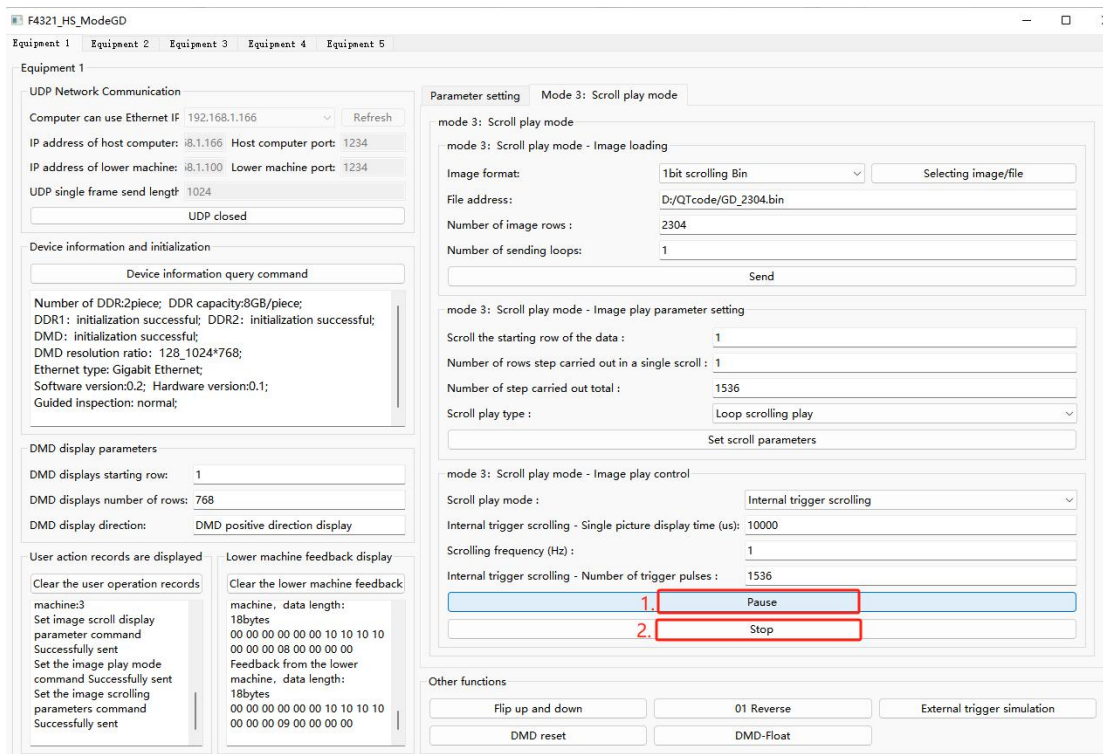 F4321_HS_ModeGD
Equipment 1 Equipment 2 Equipment 3 Equipment 4 Equipment 5
Equipment 1
UDP Network Communication
Computer can use Ethernet IP 192.168.1.166 Refresh
IP address of host computer: i8.1.166 Host computer port: 1234
IP address of lower machine: i8.1.100 Lower machine port: 1234
UDP single frame send length 1024
UDP closed
Device information and initialization
Device information query command
Number of DDR:2piece; DDR capacity:8GB/piece;
DDR1: initialization successful; DDR2: initialization successful;
DMD: initialization successful;
DMD resolution ratio: 128_1024*768;
Ethernet type: Gigabit Ethernet;
Software version:0.2; Hardware version:0.1;
Guided inspection: normal;
DMD display parameters
DMD displays starting row: 1
DMD displays number of rows: 768
DMD display direction: DMD positive direction display
User action records are displayed
Clear the user operation records
machine:3
Set image scroll display
parameter command
Successfully sent
Set the image play mode
command Successfully sent
Set the image scrolling
parameters command
Successfully sent
Lower machine feedback display
Clear the lower machine feedback
machine, data length:
18bytes
00 00 00 00 00 00 10 10 10 10
00 00 00 08 00 00 00 00
Feedback from the lower
machine, data length:
18bytes
00 00 00 00 00 00 10 10 10 10
00 00 00 09 00 00 00 00
Parameter setting Mode 3: Scroll play mode
mode 3: Scroll play mode
mode 3: Scroll play mode - Image loading
Image format: 1bit scrolling Bin Selecting image/file
File address: D:/QTcode/GD_2304.bin
Number of image rows : 2304
Number of sending loops: 1
Send
mode 3: Scroll play mode - Image play parameter setting
Scroll the starting row of the data : 1
Number of rows step carried out in a single scroll : 1
Number of step carried out total : 1536
Scroll play type : Loop scrolling play
Set scroll parameters
mode 3: Scroll play mode - Image play control
Scroll play mode : Internal trigger scrolling
Internal trigger scrolling - Single picture display time (us): 10000
Scrolling frequency (Hz) : 1
Internal trigger scrolling - Number of trigger pulses : 1536
1. Pause
2. Stop
Other functions
Flip up and down 01 Reverse External trigger simulation
DMD reset DMD-Float